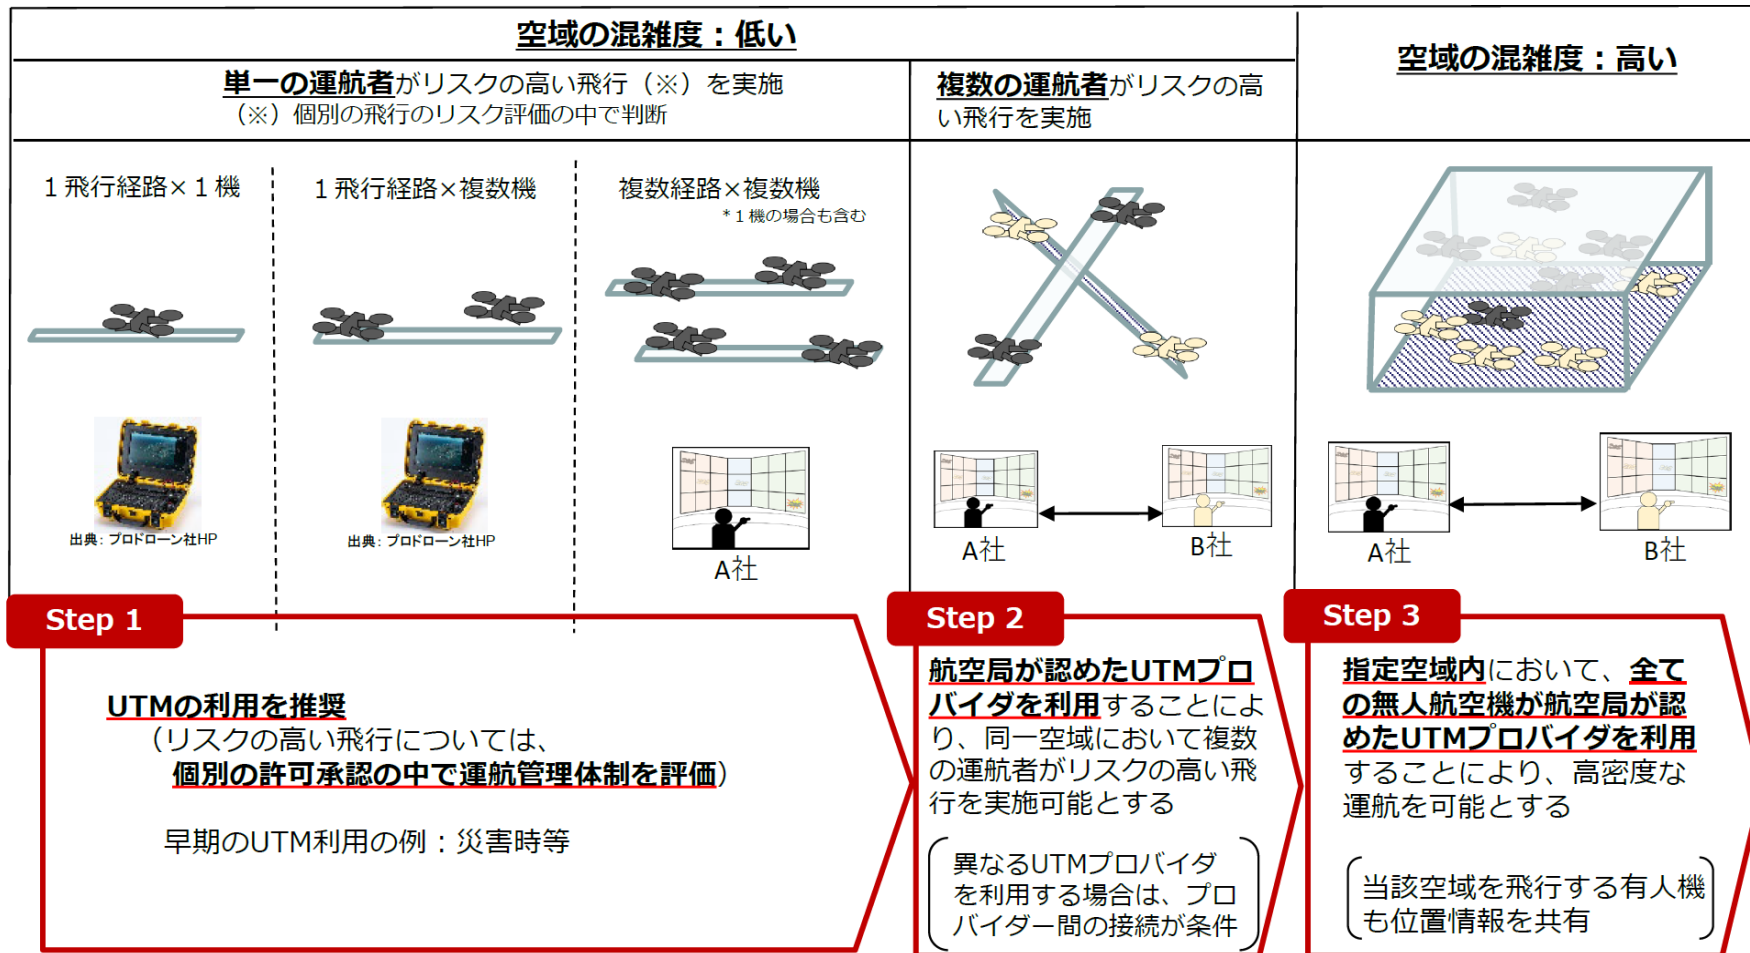 空域の混雑度：低い
空域の混雑度：高い
単一の運航者がリスクの高い飛行（※）を実施
（※）個別の飛行のリスク評価の中で判断
複数の運航者がリスクの高
い飛行を実施
１飛行経路×１機
１飛行経路×複数機
複数経路×複数機
*１機の場合も含む
出典：プロドローン社HP
出典：プロドローン社HP
A社
A社
B社
A社
B社
Step 1
UTMの利用を推奨
（リスクの高い飛行については、
個別の許可承認の中で運航管理体制を評価）
早期のUTM利用の例：災害時等
Step 2
航空局が認めたUTMプロ
バイダを利用することによ
り、同一空域において複数
の運航者がリスクの高い飛
行を実施可能とする
異なるUTMプロバイダ
を利用する場合は、プロ
バイダー間の接続が条件
Step 3
指定空域内において、全て
の無人航空機が航空局が認
めたUTMプロバイダを利用
することにより、高密度な
運航を可能とする
当該空域を飛行する有人機
も位置情報を共有